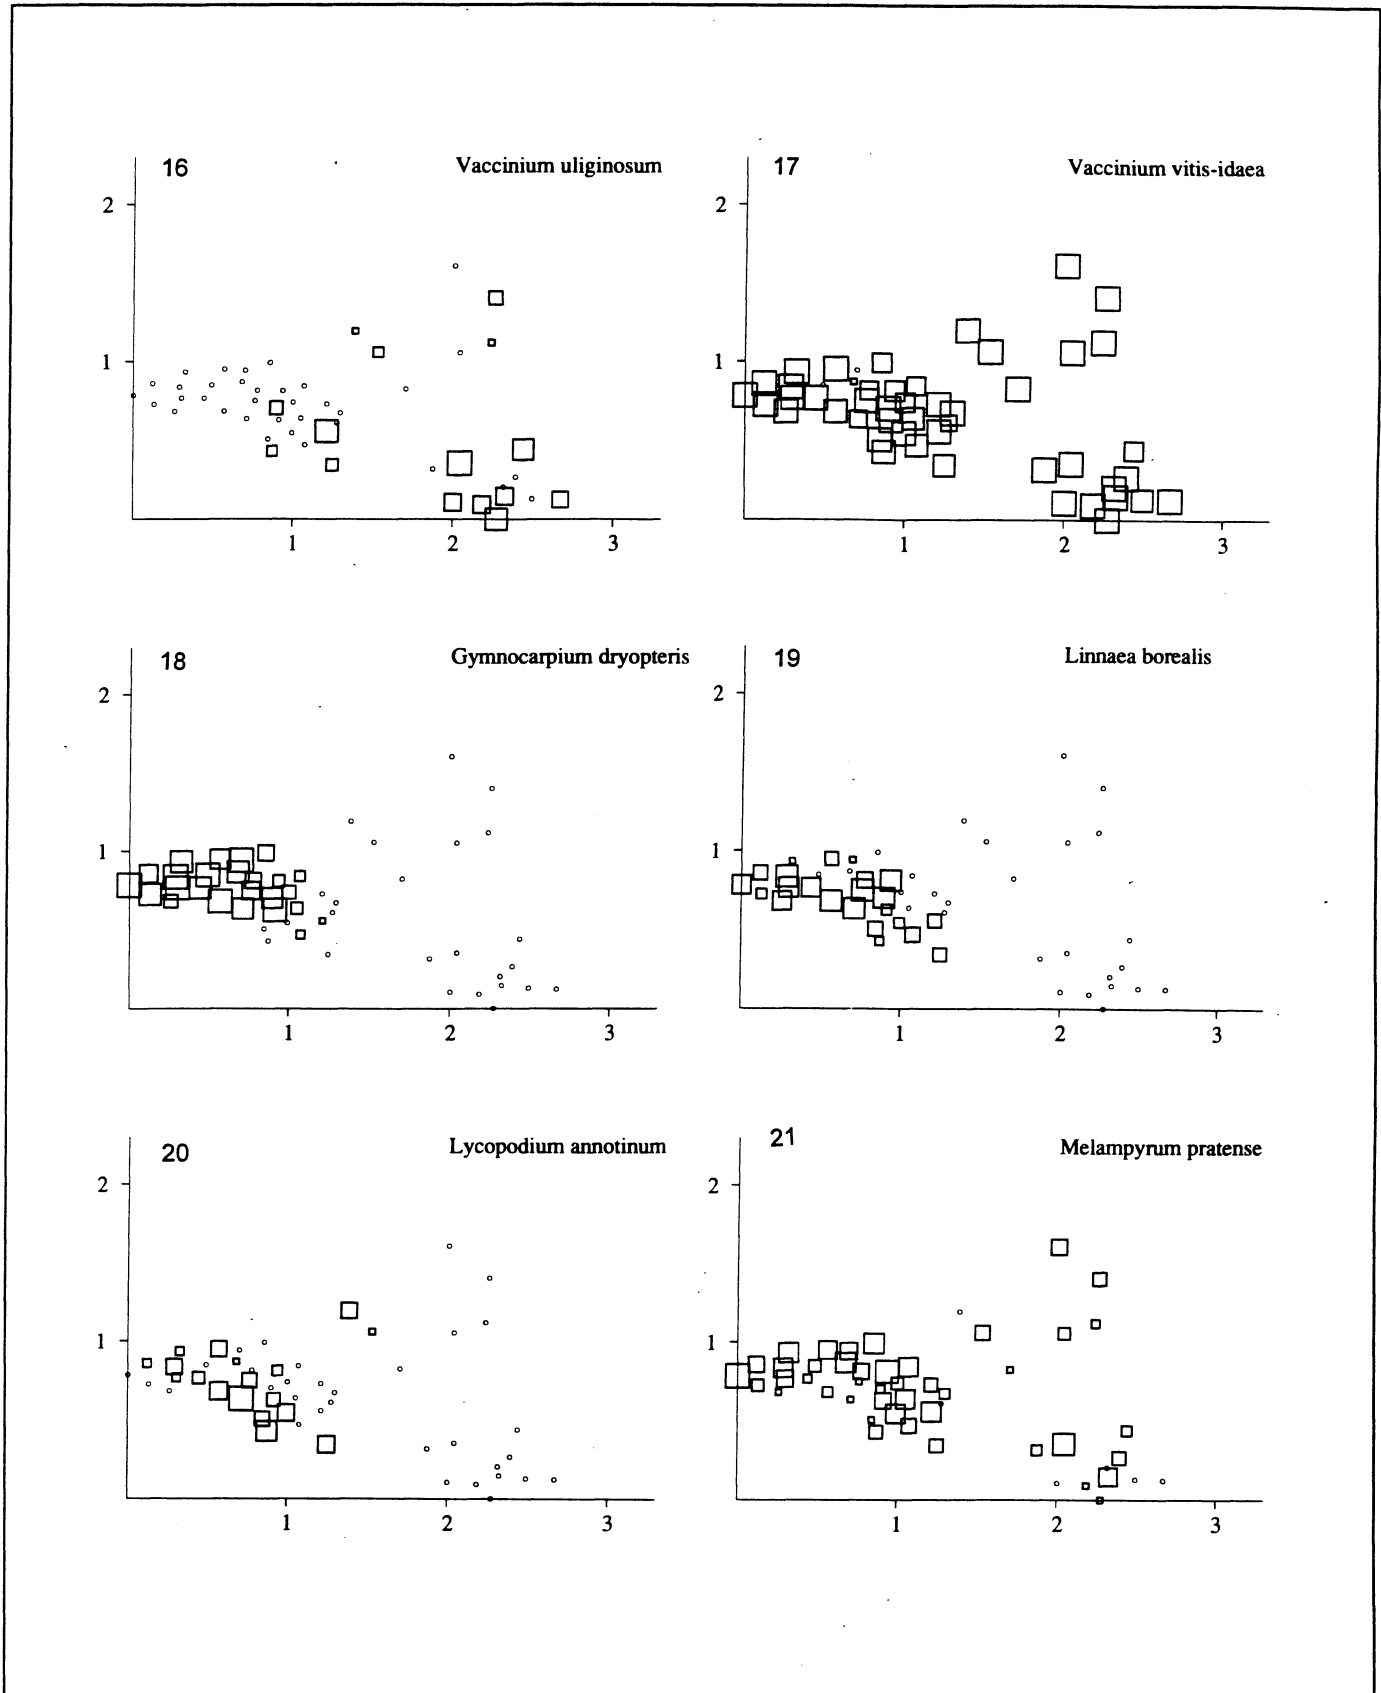 16 Vaccinium uliginosum
2
1
1 2 3
17 Vaccinium vitis-idaea
2
1
1 2 3
18 Gymnocarpium dryopteris
2
1
1 2 3
19 Linnaea borealis
2
1
1 2 3
20 Lycopodium annotinum
2
1
1 2 3
21 Melampyrum pratense
2
1
1 2 3